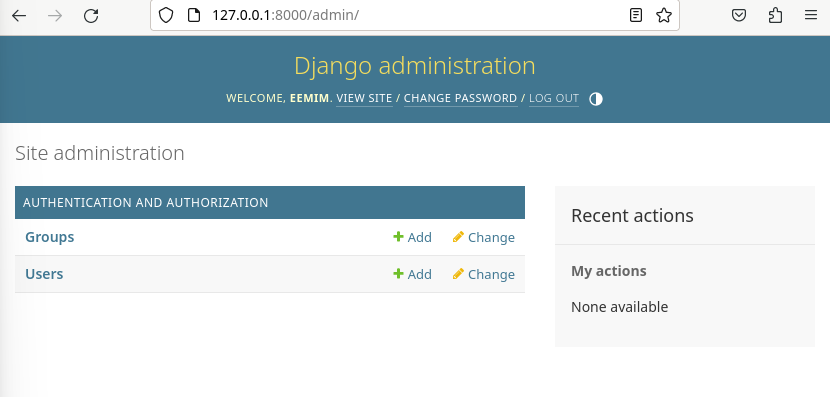 127.0.0.1:8000/admin/
Django administration
WELCOME, EEMIM. VIEW SITE / CHANGE PASSWORD / LOG OUT
Site administration
AUTHENTICATION AND AUTHORIZATION
Groups Add Change
Users Add Change
Recent actions
My actions
None available